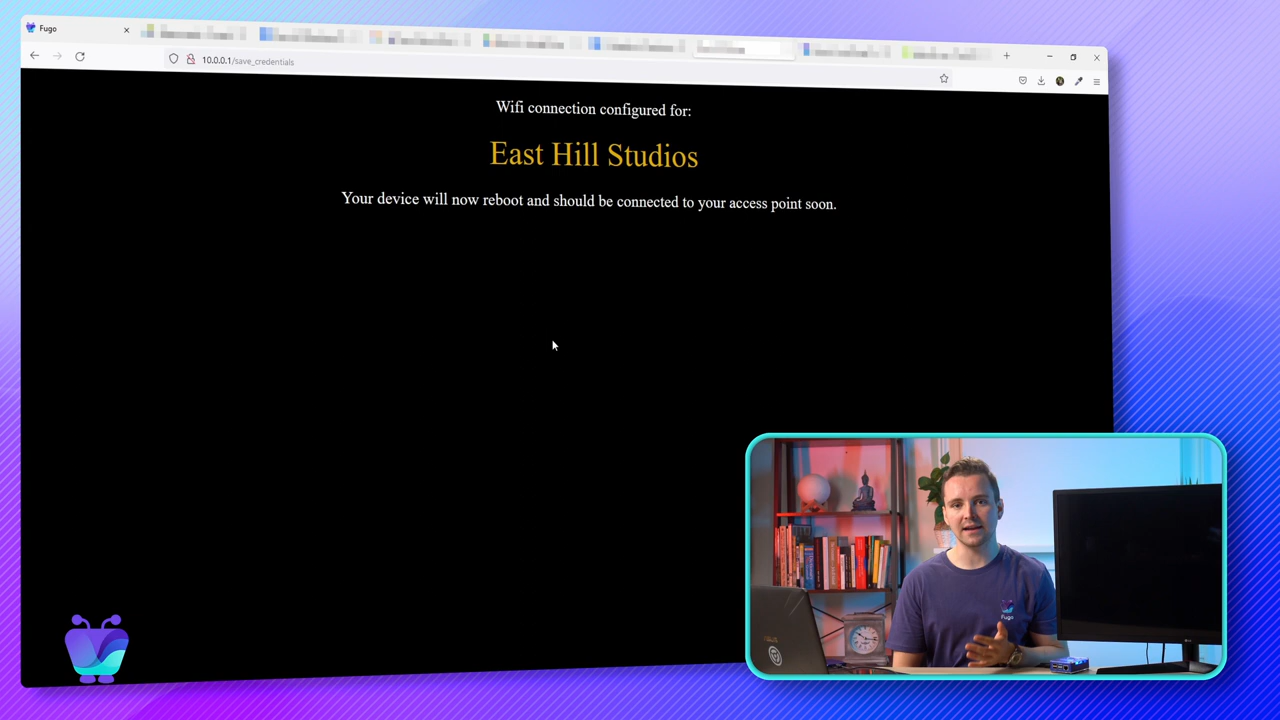 Fugo
10.0.0.1/save_credentials
Wifi connection configured for:
East Hill Studios
Your device will now reboot and should be connected to your access point soon.
Fugo